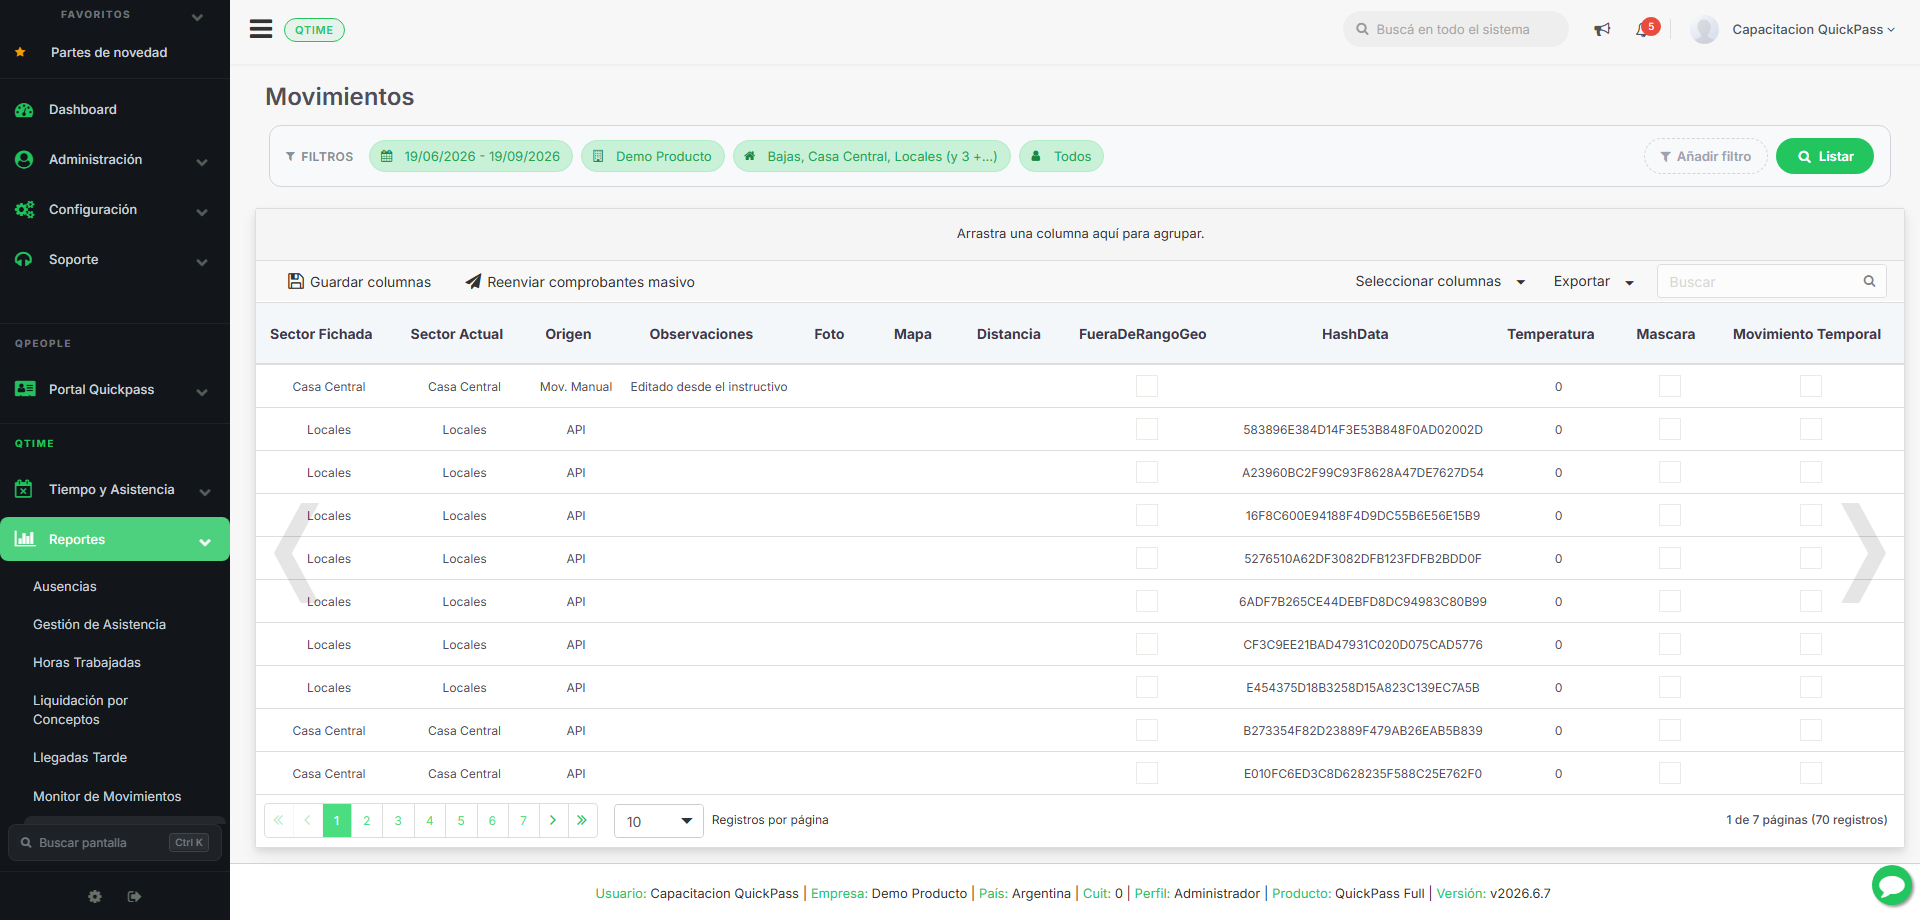 FAVORITOS
Partes de novedad
Dashboard
Administración
Configuración
Soporte
QPEOPLE
Portal Quickpass
QTIME
Tiempo y Asistencia
Reportes
Ausencias
Gestión de Asistencia
Horas Trabajadas
Liquidación por
Conceptos
Llegadas Tarde
Monitor de Movimientos
Buscar pantalla Ctrl K
QTIME
Buscá en todo el sistema
5
Capacitacion QuickPass
Movimientos
FILTROS 19/06/2026 - 19/09/2026 Demo Producto Bajas, Casa Central, Locales (y 3 +...) Todos Añadir filtro Listar
Arrastra una columna aquí para agrupar.
Guardar columnas Reenviar comprobantes masivo Seleccionar columnas Exportar Buscar
Sector Fichada Sector Actual Origen Observaciones Foto Mapa Distancia FueraDeRangoGeo HashData Temperatura Mascara Movimiento Temporal
Casa Central Casa Central Mov. Manual Editado desde el instructivo 0
Locales Locales API 583896E384D14F3E53B848F0AD02002D 0
Locales Locales API A23960BC2F99C93F8628A47DE7627D54 0
Locales Locales API 16F8C600E94188F4D9DC55B6E56E15B9 0
Locales Locales API 5276510A62DF3082DFB123FDFB2BDD0F 0
Locales Locales API 6ADF7B265CE44DEBFD8DC94983C80B99 0
Locales Locales API CF3C9EE21BAD47931C020D075CAD5776 0
Locales Locales API E454375D18B3258D15A823C139EC7A5B 0
Casa Central Casa Central API B273354F82D23889F479AB26EAB5B839 0
Casa Central Casa Central API E010FC6ED3C8D628235F588C25E762F0 0
1 2 3 4 5 6 7 10 Registros por página 1 de 7 páginas (70 registros)
Usuario: Capacitacion QuickPass | Empresa: Demo Producto | País: Argentina | Cuit: 0 | Perfil: Administrador | Producto: QuickPass Full | Versión: v2026.6.7